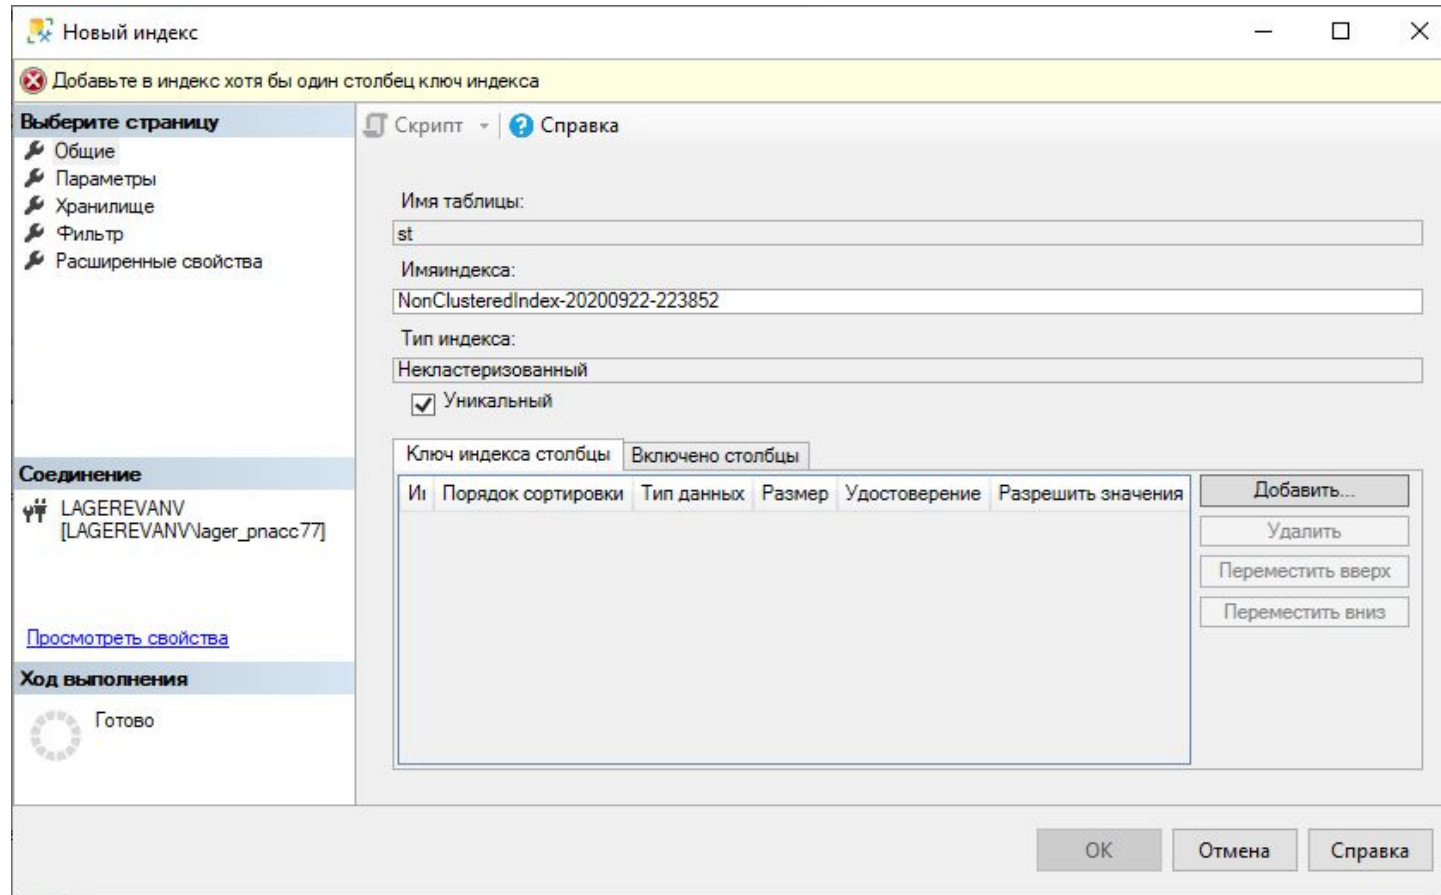 Новый индекс
Добавьте в индекс хотя бы один столбец ключ индекса
Выберите страницу
Общие
Параметры
Хранилище
Фильтр
Расширенные свойства
Соединение
LAGEREVANV
[LAGEREVANV\lager_pnacc77]
Просмотреть свойства
Ход выполнения
Готово
Скрипт
Справка
Имя таблицы:
st
Имяиндекса:
NonClusteredIndex-20200922-223852
Тип индекса:
Некластеризованный
Уникальный
Ключ индекса столбцы Включено столбцы
Порядок сортировки Тип данных Размер Удостоверение Разрешить значения
Добавить...
Удалить
Переместить вверх
Переместить вниз
ОК Отмена Справка